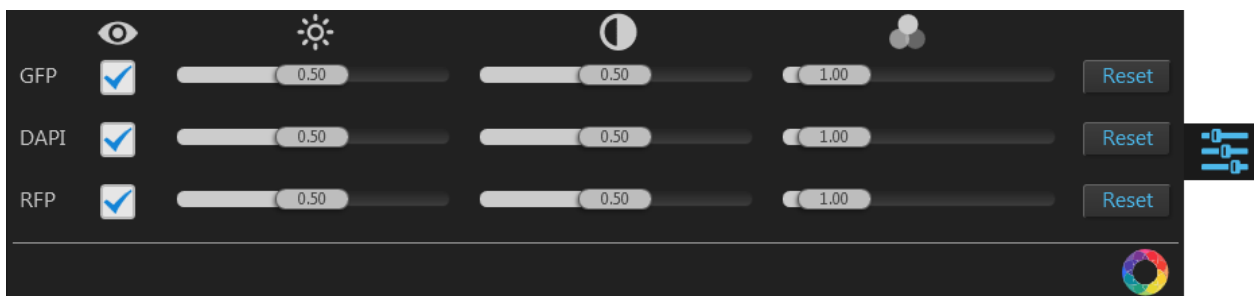 GFP 0.50 0.50 1.00 Reset
DAPI 0.50 0.50 1.00 Reset
RFP 0.50 0.50 1.00 Reset